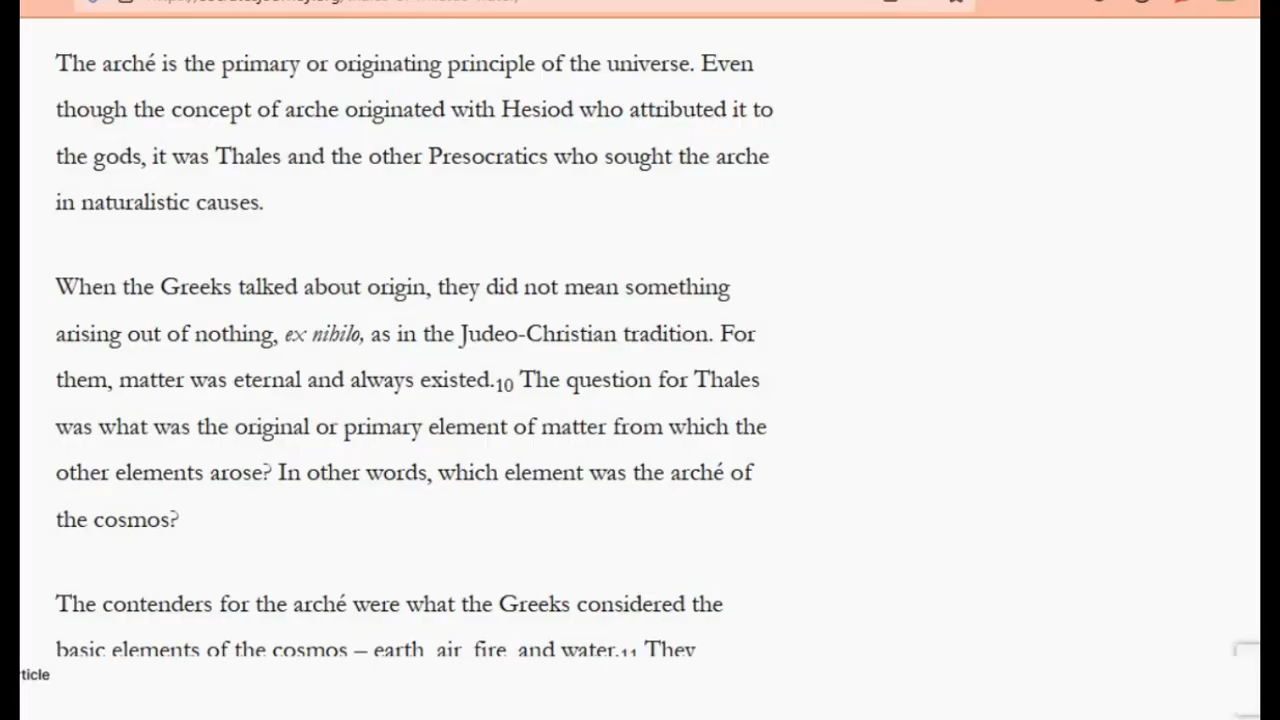 The arché is the primary or originating principle of the universe. Even
though the concept of arche originated with Hesiod who attributed it to
the gods, it was Thales and the other Presocratics who sought the arche
in naturalistic causes.
When the Greeks talked about origin, they did not mean something
arising out of nothing, ex nihilo, as in the Judeo-Christian tradition. For
them, matter was eternal and always existed.10 The question for Thales
was what was the original or primary element of matter from which the
other elements arose? In other words, which element was the arché of
the cosmos?
The contenders for the arché were what the Greeks considered the
basic elements of the cosmos – earth, air, fire, and water.11 They
ticle